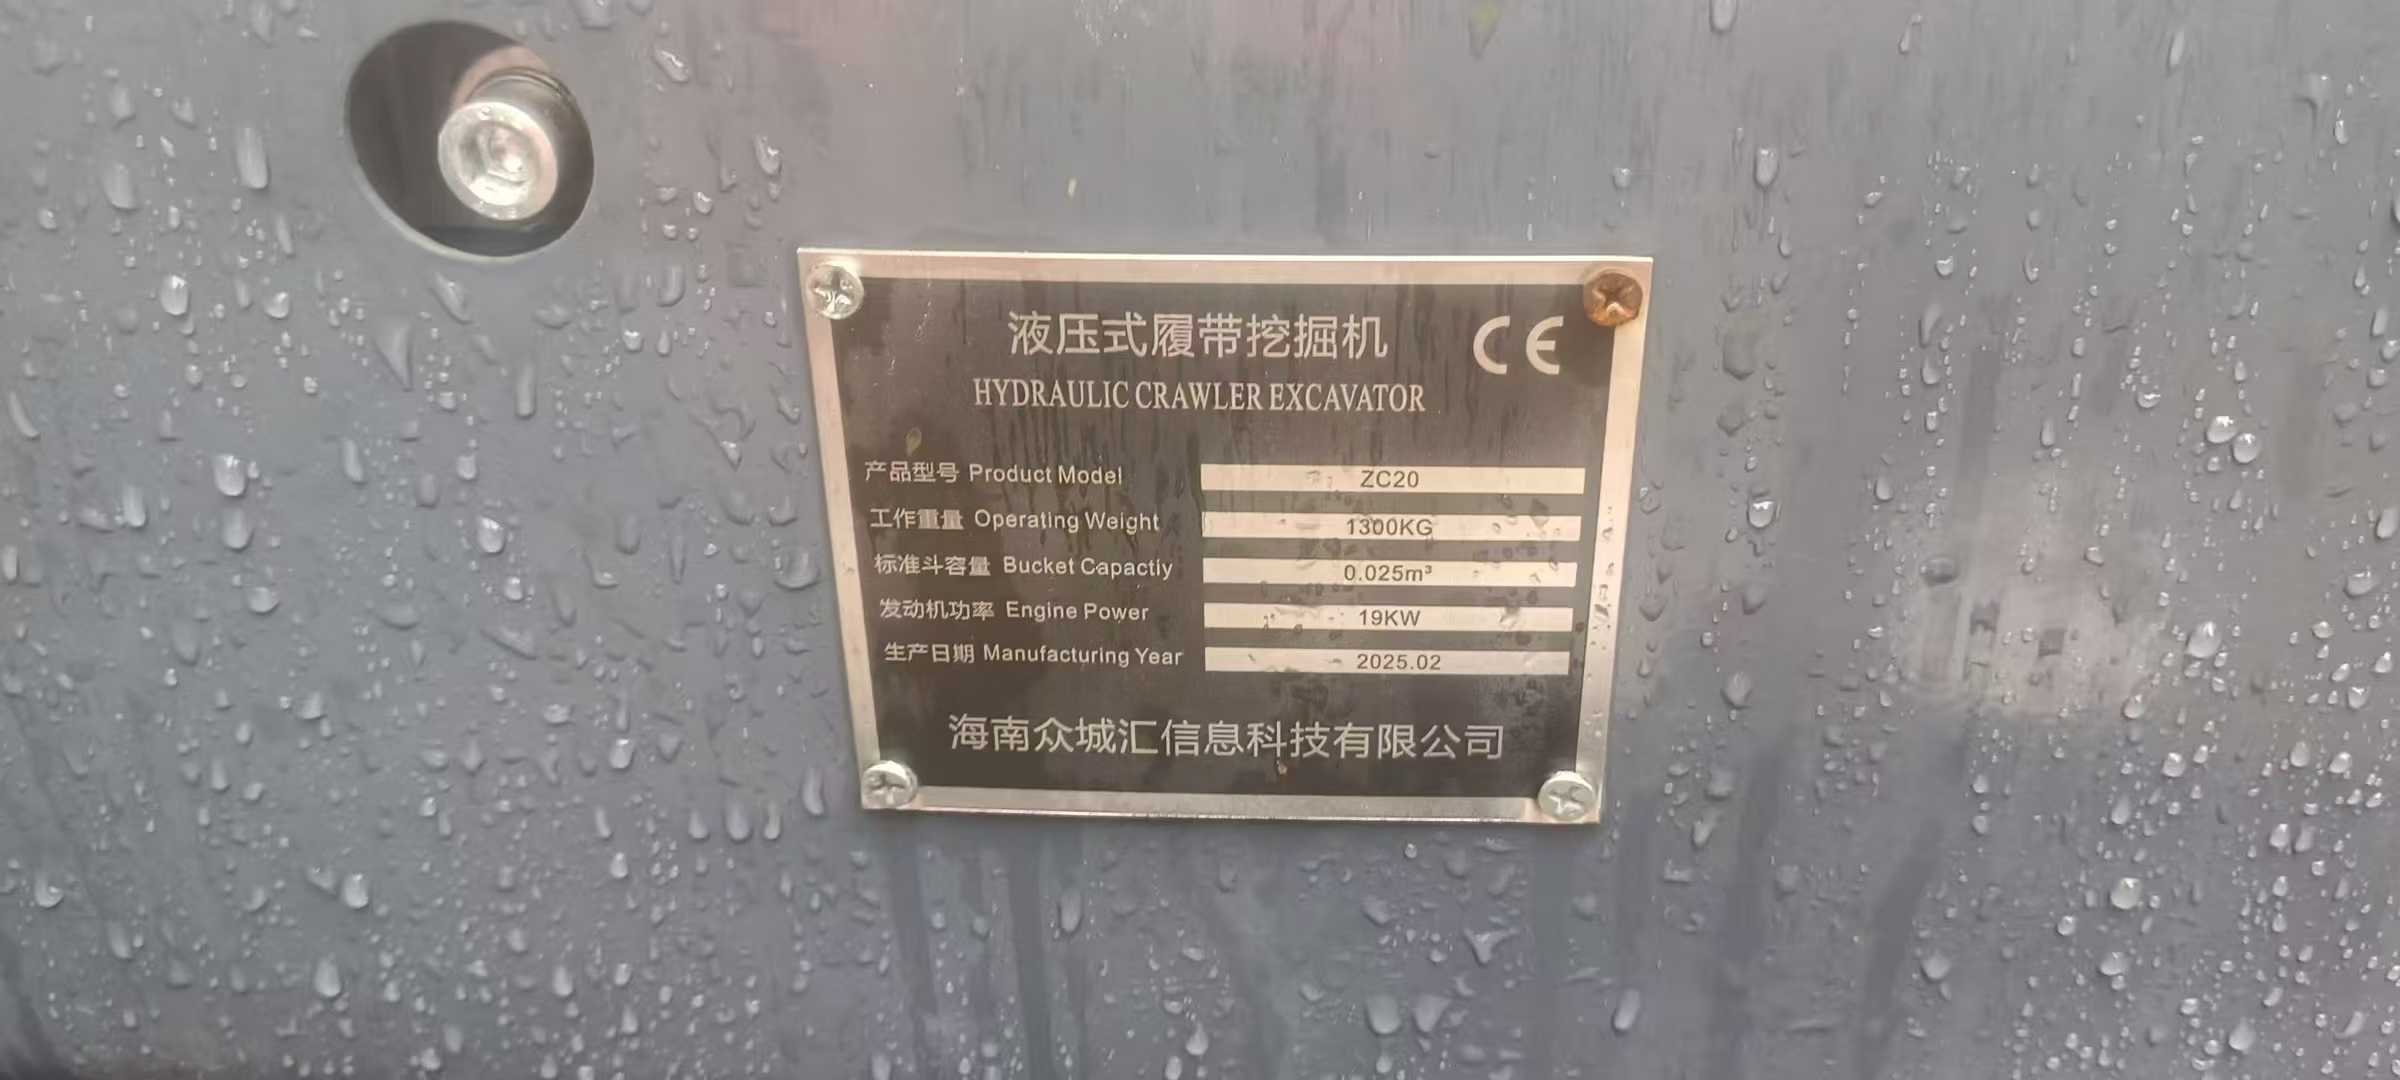 液压式履带挖掘机 CE
HYDRAULIC CRAWLER EXCAVATOR
产品型号 Product Model ZC20
工作重量 Operating Weight 1300KG
标准斗容量 Bucket Capactiy 0.025m³
发动机功率 Engine Power 19KW
生产日期 Manufacturing Year 2025.02
海南众城汇信息科技有限公司